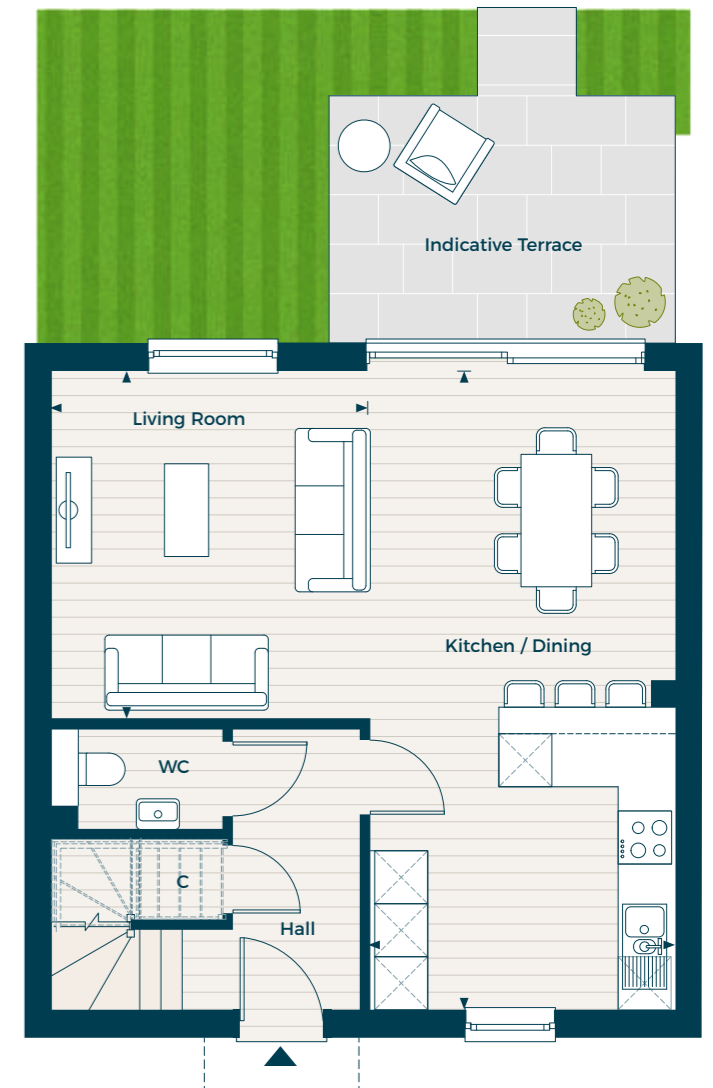 Indicative Terrace
Living Room
Kitchen / Dining
WC
C
Hall